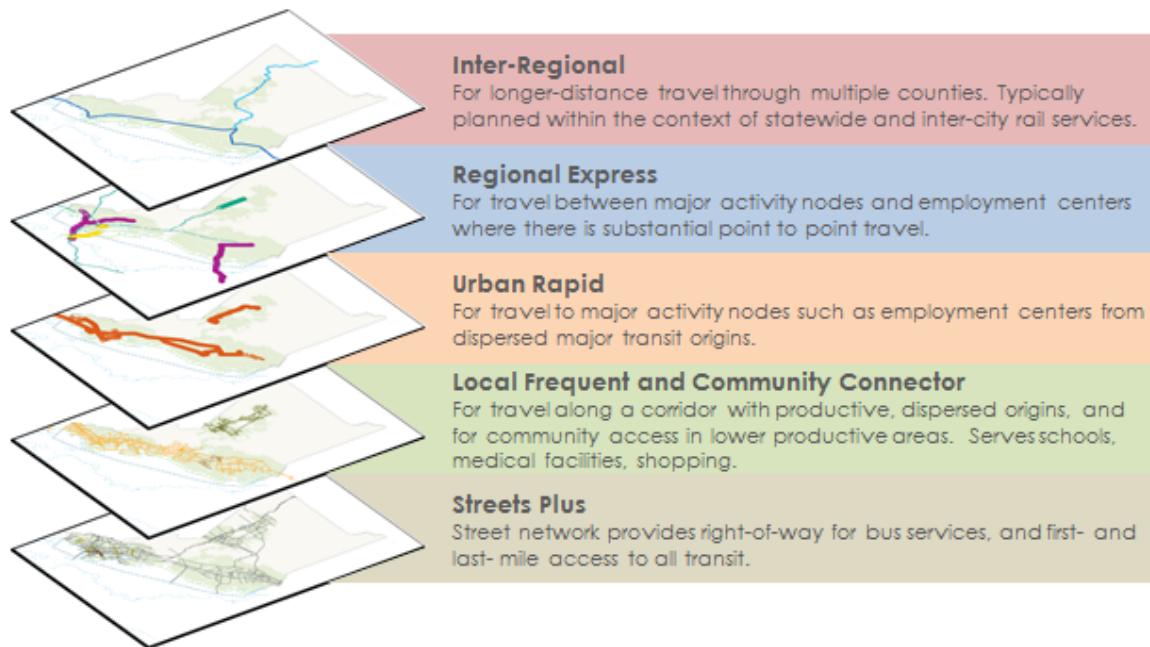 Inter-Regional
For longer-distance travel through multiple counties. Typically
planned within the context of statewide and inter-city rail services.
Regional Express
For travel between major activity nodes and employment centers
where there is substantial point to point travel.
Urban Rapid
For travel to major activity nodes such as employment centers from
dispersed major transit origins.
Local Frequent and Community Connector
For travel along a corridor with productive, dispersed origins, and
for community access in lower productive areas. Serves schools,
medical facilities, shopping.
Streets Plus
Street network provides right-of-way for bus services, and first- and
last- mile access to all transit.